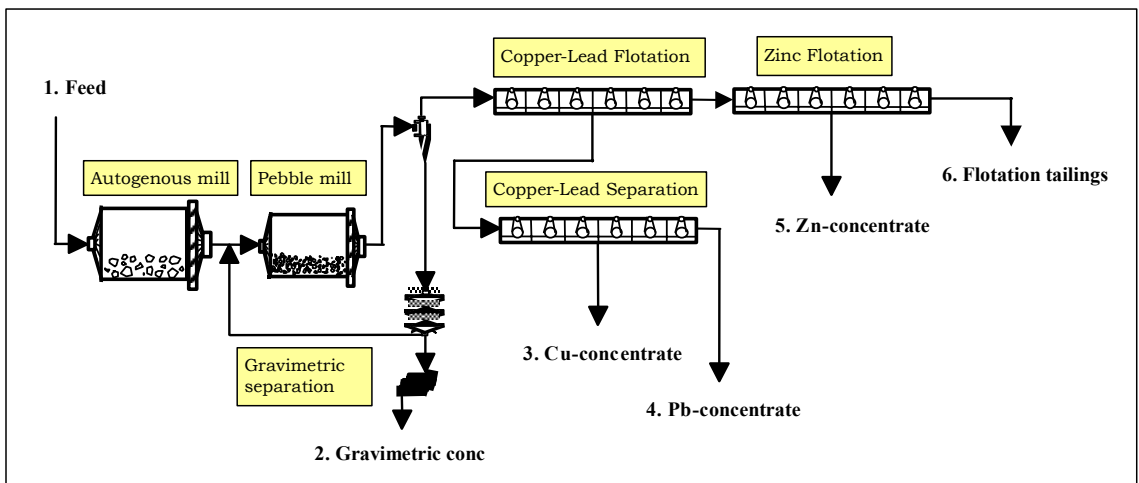 Copper-Lead Flotation
Zinc Flotation
1. Feed
Autogenous mill
Pebble mill
Copper-Lead Separation
6. Flotation tailings
5. Zn-concentrate
3. Cu-concentrate
Gravimetric
separation
4. Pb-concentrate
2. Gravimetric conc